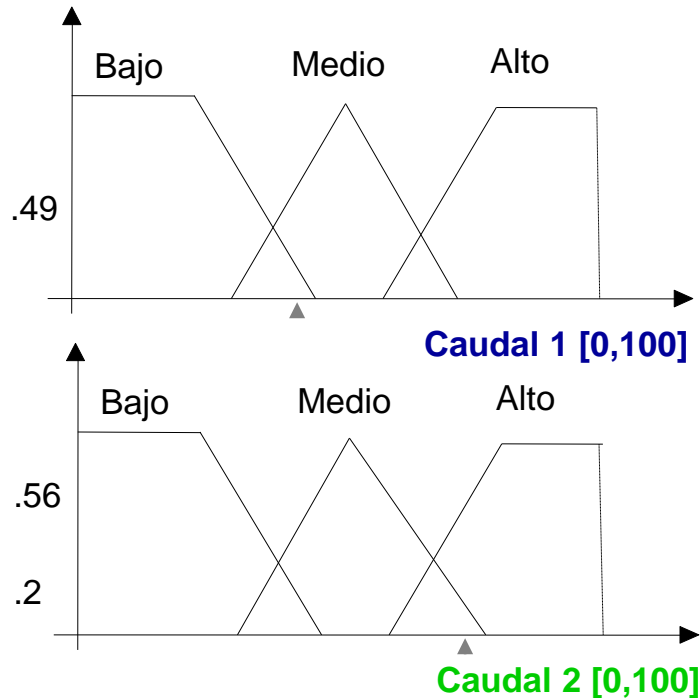 Bajo Medio Alto
.49
Caudal 1 [0,100]
Bajo Medio Alto
.56
.2
Caudal 2 [0,100]